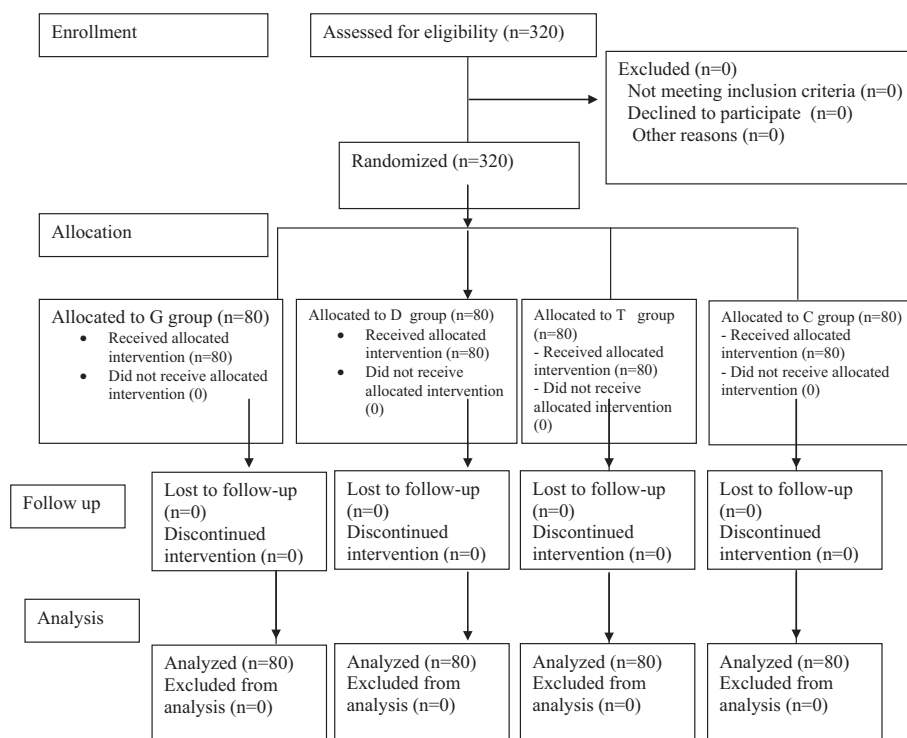 Enrollment
Assessed for eligibility (n=320)
Excluded (n=0)
Not meeting inclusion criteria (n=0)
Declined to participate (n=0)
Other reasons (n=0)
Randomized (n=320)
Allocation
Allocated to G group (n=80)
• Received allocated
intervention (n=80)
• Did not receive allocated
intervention (0)
Allocated to D group (n=80)
• Received allocated
intervention (n=80)
• Did not receive
allocated intervention
(0)
Allocated to T group
(n=80)
- Received allocated
intervention (n=80)
- Did not receive
allocated intervention
(0)
Allocated to C group (n=80)
- Received allocated
intervention (n=80)
- Did not receive allocated
intervention (0)
Follow up
Lost to follow-up
(n=0)
Discontinued
intervention (n=0)
Lost to follow-up
(n=0)
Discontinued
intervention (n=0)
Lost to follow-up
(n=0)
Discontinued
intervention (n=0)
Lost to follow-up
(n=0)
Discontinued
intervention (n=0)
Analysis
Analyzed (n=80)
Excluded from
analysis (n=0)
Analyzed (n=80)
Excluded from
analysis (n=0)
Analyzed (n=80)
Excluded from
analysis (n=0)
Analyzed (n=80)
Excluded from
analysis (n=0)